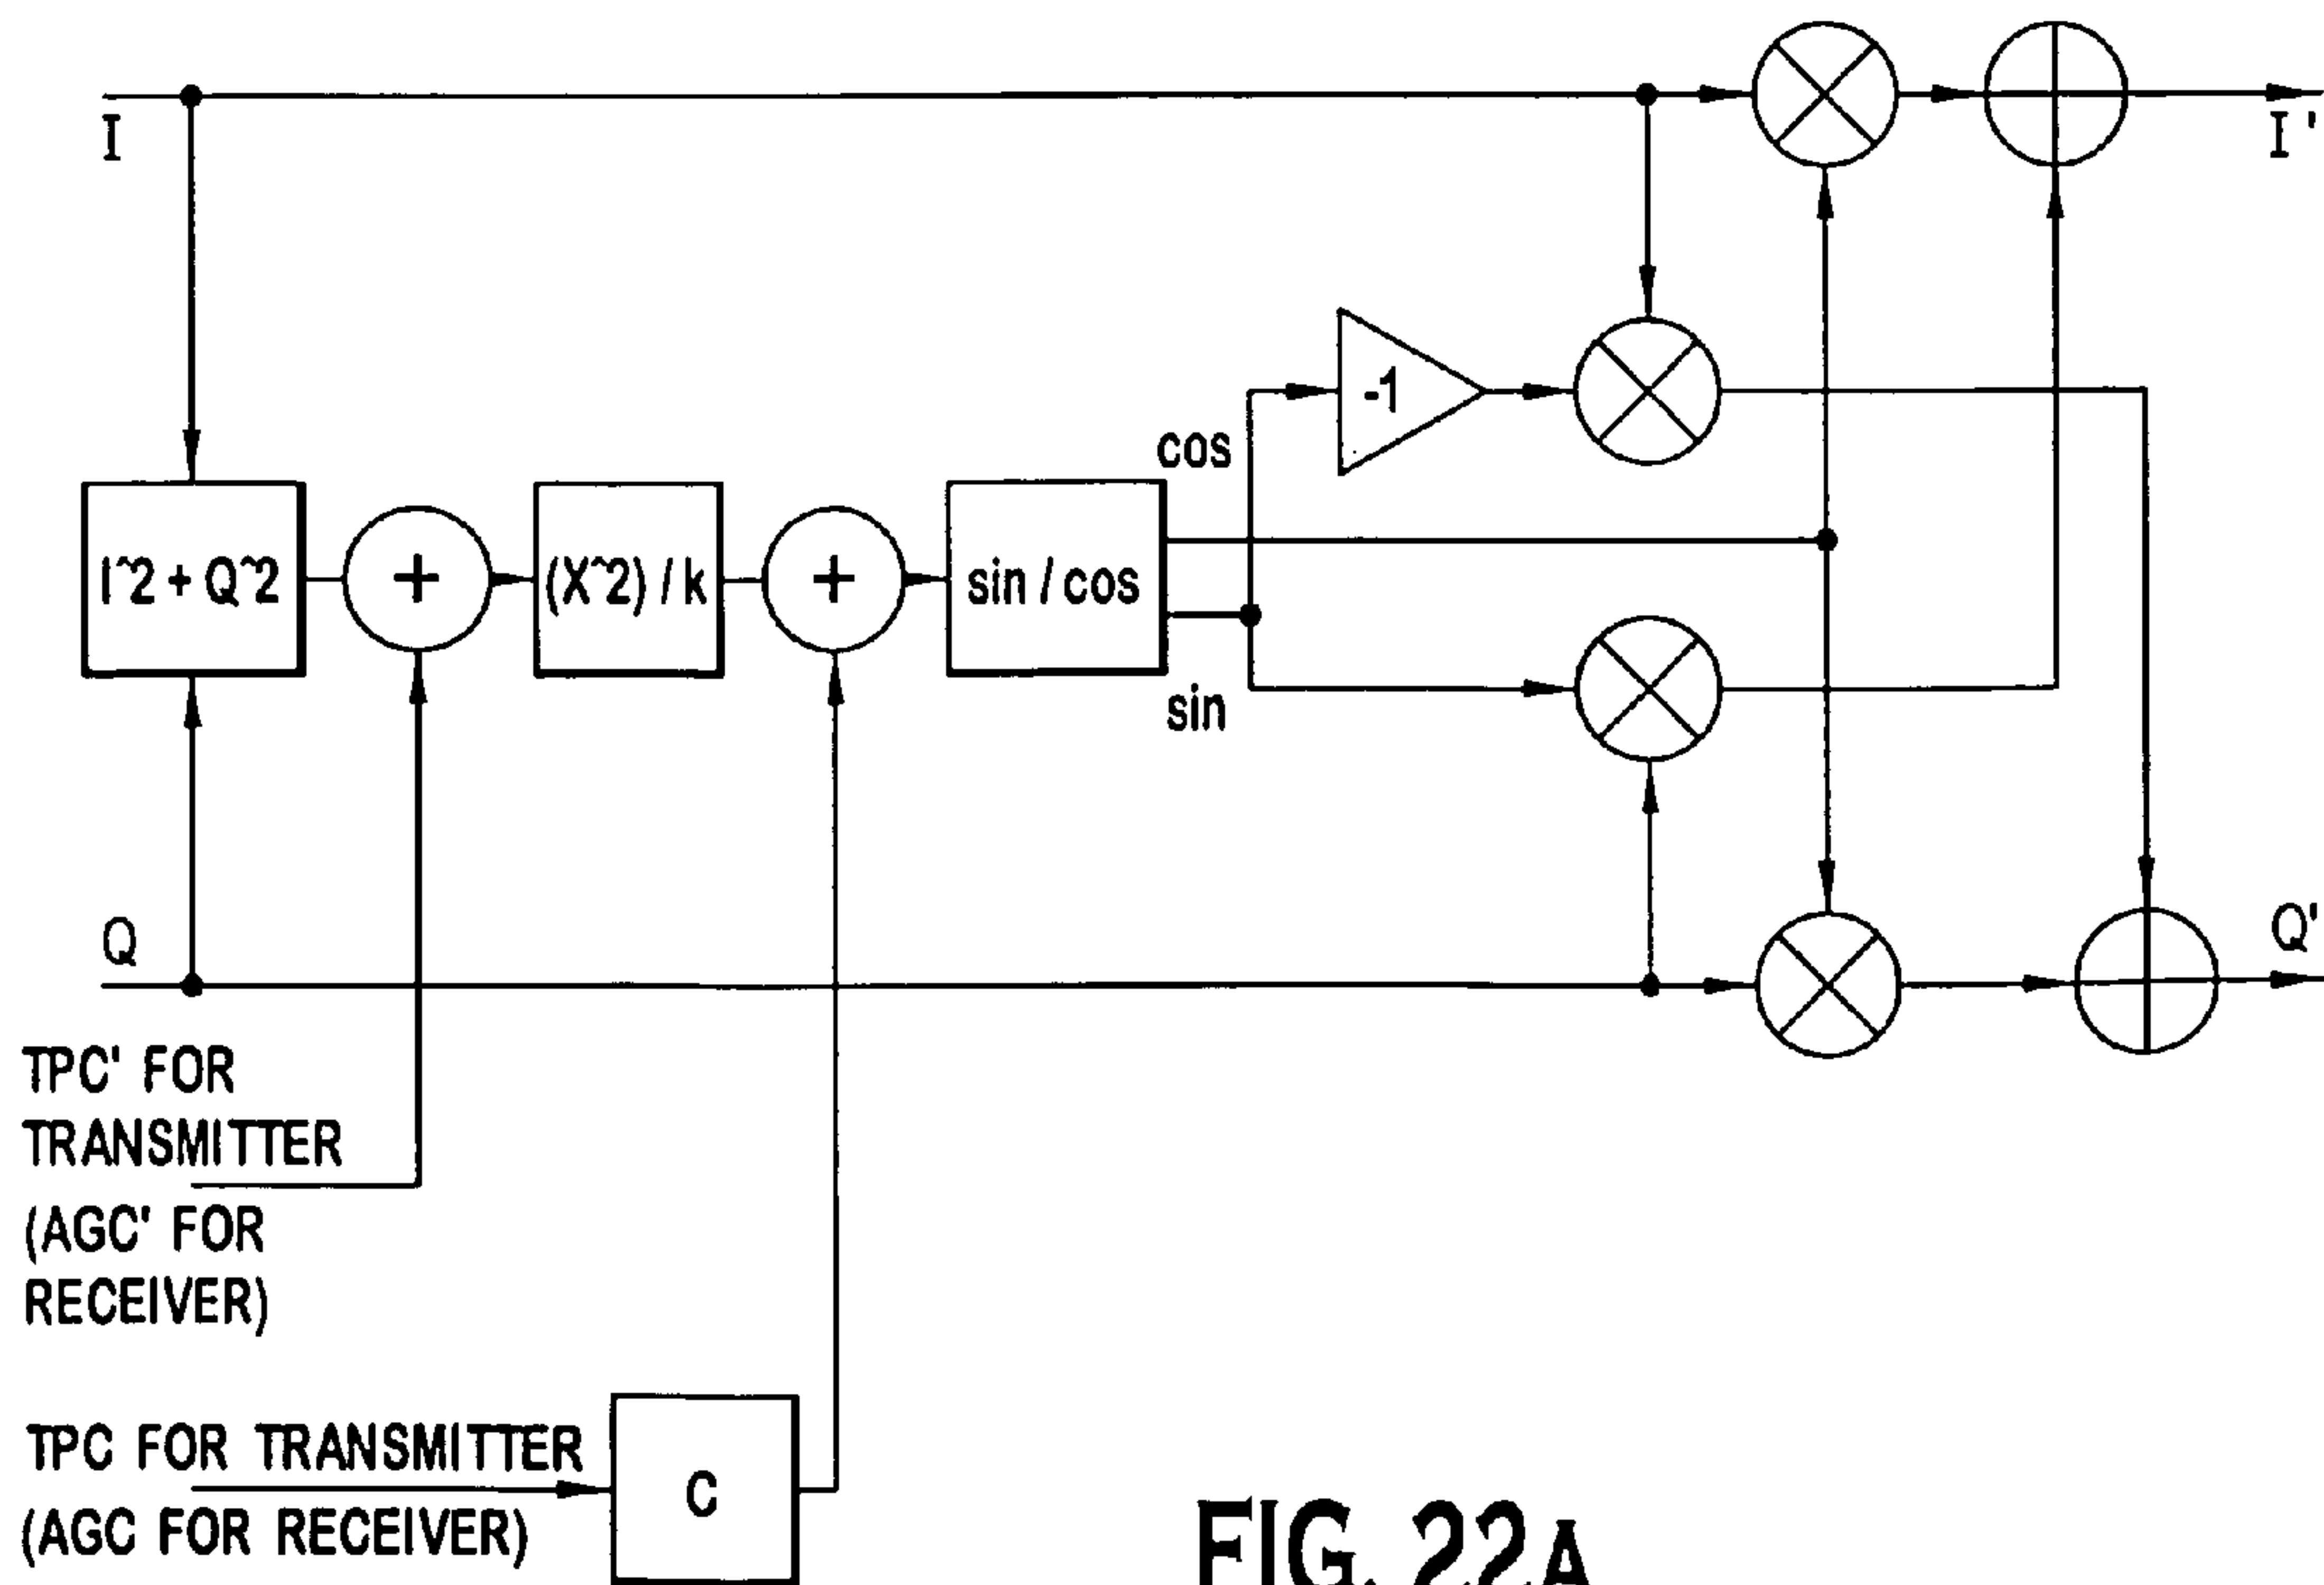 I
I'
-1
cos
I^2 + Q^2
+
(X^2) / k
+
sin / cos
sin
Q
Q'
TPC' FOR
TRANSMITTER
(AGC' FOR
RECEIVER)
TPC FOR TRANSMITTER
(AGC FOR RECEIVER)
C
FIG. 22A